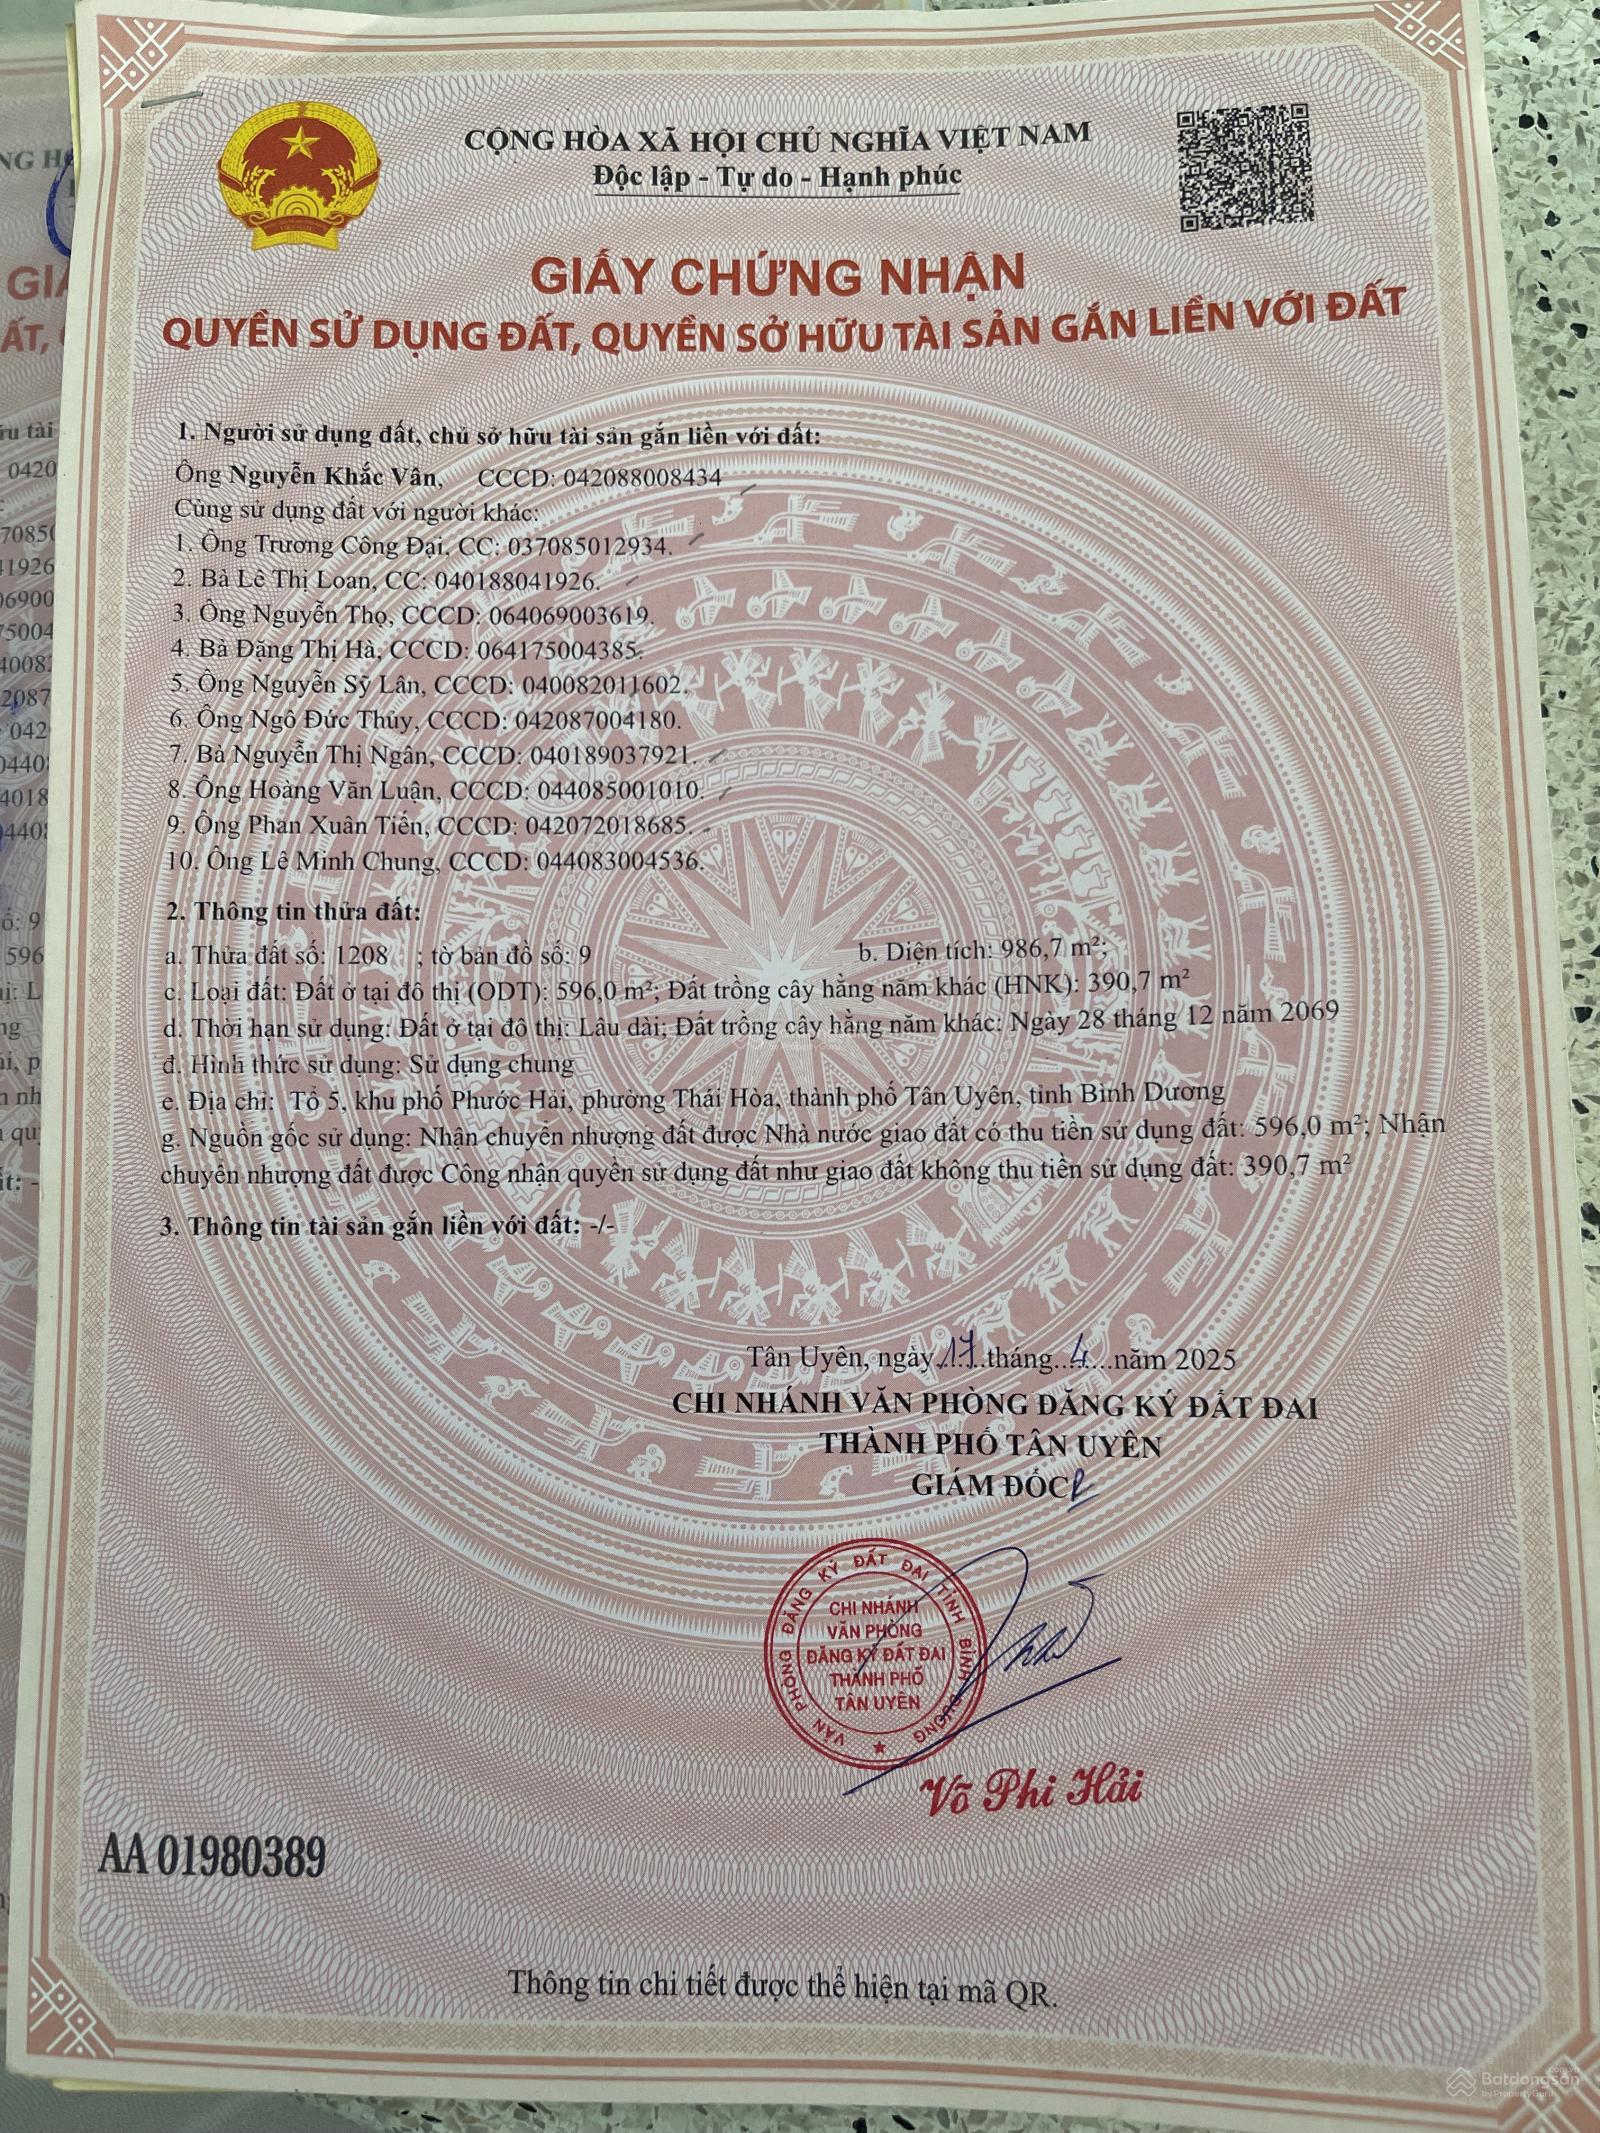 CỘNG HÒA XÃ HỘI CHỦ NGHĨA VIỆT NAM
Độc lập - Tự do - Hạnh phúc
GIẤY CHỨNG NHẬN
QUYỀN SỬ DỤNG ĐẤT, QUYỀN SỞ HỮU TÀI SẢN GẮN LIỀN VỚI ĐẤT
1. Người sử dụng đất, chủ sở hữu tài sản gắn liền với đất:
Ông Nguyễn Khắc Vân, CCCD: 042088008434
Cùng sử dụng đất với người khác:
1. Ông Trương Công Đại, CC: 037085012934.
2. Bà Lê Thị Loan, CC: 040188041926.
3. Ông Nguyễn Thọ, CCCD: 064069003619.
4. Bà Đặng Thị Hà, CCCD: 064175004385.
5. Ông Nguyễn Sỹ Lân, CCCD: 040082011602.
6. Ông Ngô Đức Thủy, CCCD: 042087004180.
7. Bà Nguyễn Thị Ngân, CCCD: 040189037921.
8. Ông Hoàng Văn Luận, CCCD: 044085001010.
9. Ông Phan Xuân Tiến, CCCD: 042072018685.
10. Ông Lê Minh Chung, CCCD: 044083004536.
2. Thông tin thửa đất:
a. Thửa đất số: 1208 ; tờ bản đồ số: 9 b. Diện tích: 986,7 m²;
c. Loại đất: Đất ở tại đô thị (ODT): 596,0 m²; Đất trồng cây hằng năm khác (HNK): 390,7 m²
d. Thời hạn sử dụng: Đất ở tại đô thị: Lâu dài; Đất trồng cây hằng năm khác: Ngày 28 tháng 12 năm 2069
đ. Hình thức sử dụng: Sử dụng chung
e. Địa chỉ: Tổ 5, khu phố Phước Hải, phường Thái Hòa, thành phố Tân Uyên, tỉnh Bình Dương
g. Nguồn gốc sử dụng: Nhận chuyển nhượng đất được Nhà nước giao đất có thu tiền sử dụng đất: 596,0 m²; Nhận
chuyển nhượng đất được Công nhận quyền sử dụng đất như giao đất không thu tiền sử dụng đất: 390,7 m²
3. Thông tin tài sản gắn liền với đất: -/-
Tân Uyên, ngày 17 tháng 4 năm 2025
CHI NHÁNH VĂN PHÒNG ĐĂNG KÝ ĐẤT ĐAI
THÀNH PHỐ TÂN UYÊN
GIÁM ĐỐC
VĂN PHÒNG ĐĂNG KÝ ĐẤT ĐAI TỈNH BÌNH DƯƠNG
CHI NHÁNH
VĂN PHÒNG
ĐĂNG KÝ ĐẤT ĐAI
THÀNH PHỐ
TÂN UYÊN
Võ Phi Hải
AA 01980389
Thông tin chi tiết được thể hiện tại mã QR.
Batdongsan.com.vn
by PropertyGuru